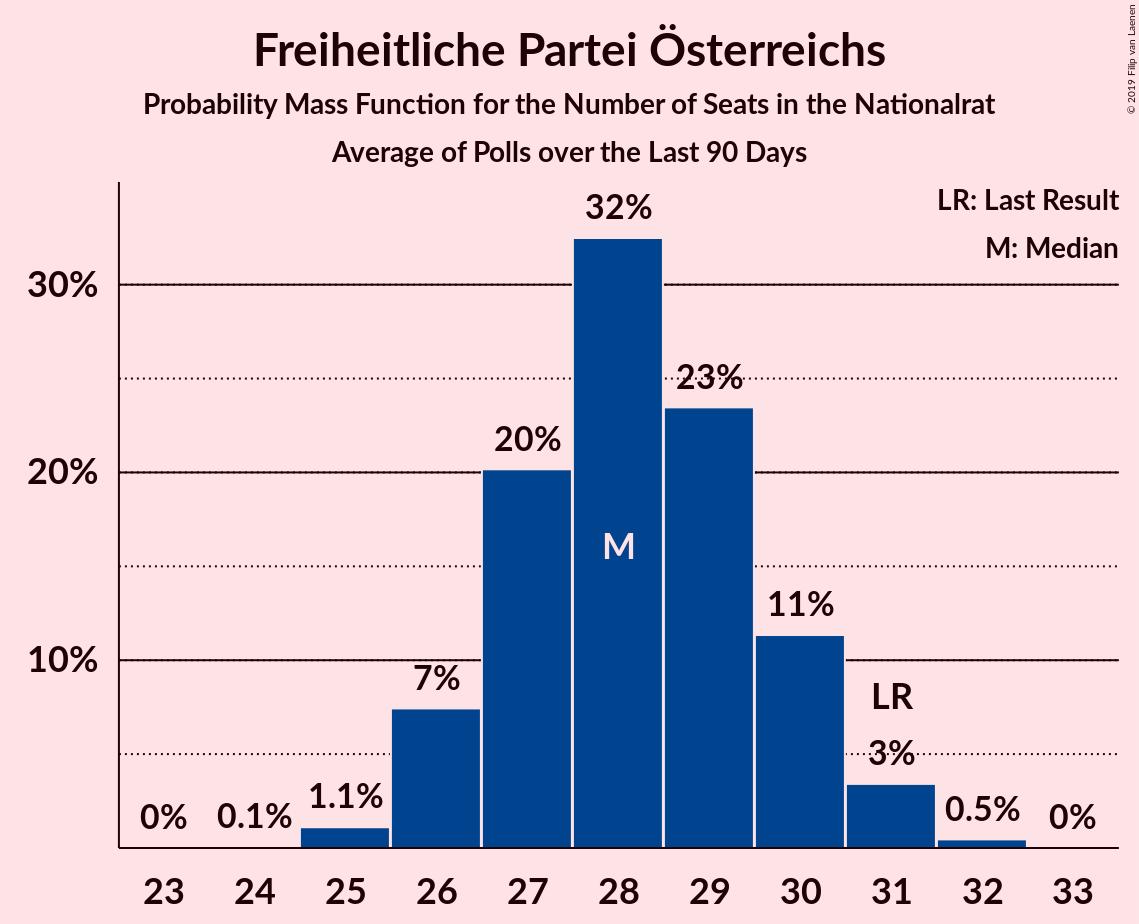 Freiheitliche Partei Österreichs
Probability Mass Function for the Number of Seats in the Nationalrat
Average of Polls over the Last 90 Days
© 2019 Filip van Laenen
LR: Last Result
M: Median
30%
20%
10%
0%
0.1%
1.1%
7%
20%
32%
M
23%
11%
LR
3%
0.5%
0%
23 24 25 26 27 28 29 30 31 32 33